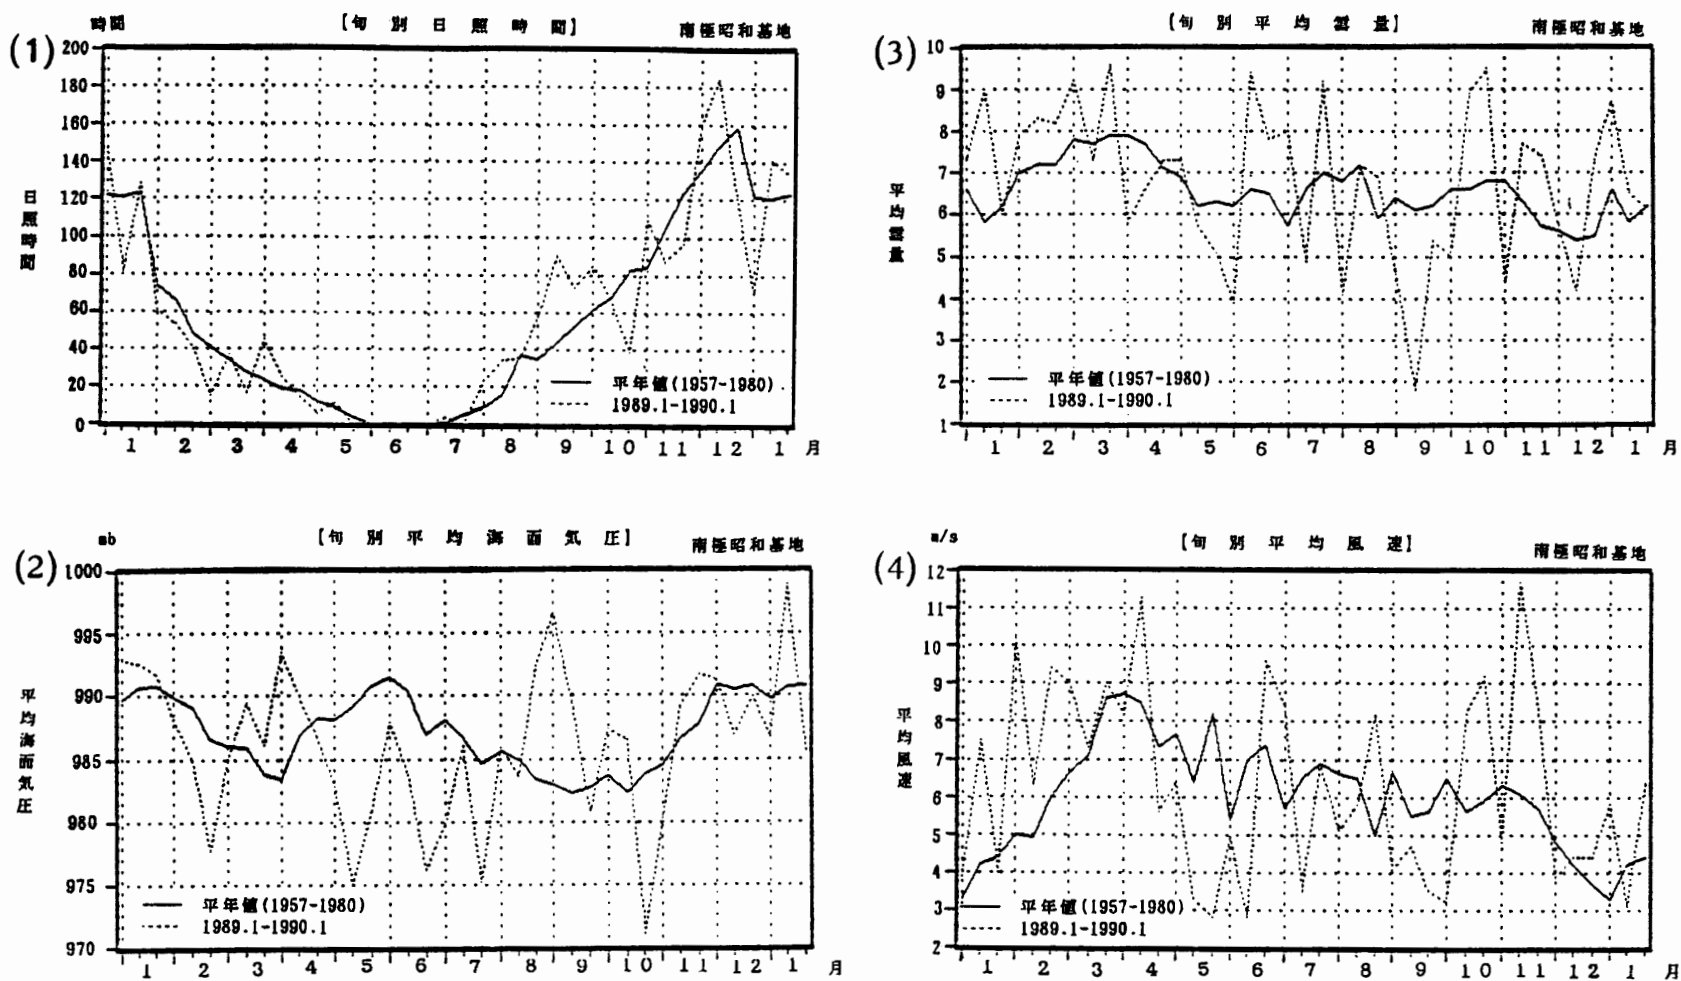 (1)
時間
[旬別日照時間]
南極昭和基地
200
180
160
140
120
100
80
60
40
20
0
日照時間
平年値(1957-1980)
1989.1-1990.1
1 2 3 4 5 6 7 8 9 10 11 12 1 月
(3)
[旬別平均雲量]
南極昭和基地
10
9
8
7
6
5
4
3
2
1
平均雲量
平年値(1957-1980)
1989.1-1990.1
1 2 3 4 5 6 7 8 9 10 11 12 1 月
(2)
mb
[旬別平均海面気圧]
南極昭和基地
1000
995
990
985
980
975
970
平均海面気圧
平年値(1957-1980)
1989.1-1990.1
1 2 3 4 5 6 7 8 9 10 11 12 1 月
(4)
m/s
[旬別平均風速]
南極昭和基地
12
11
10
9
8
7
6
5
4
3
2
平均風速
平年値(1957-1980)
1989.1-1990.1
1 2 3 4 5 6 7 8 9 10 11 12 1 月